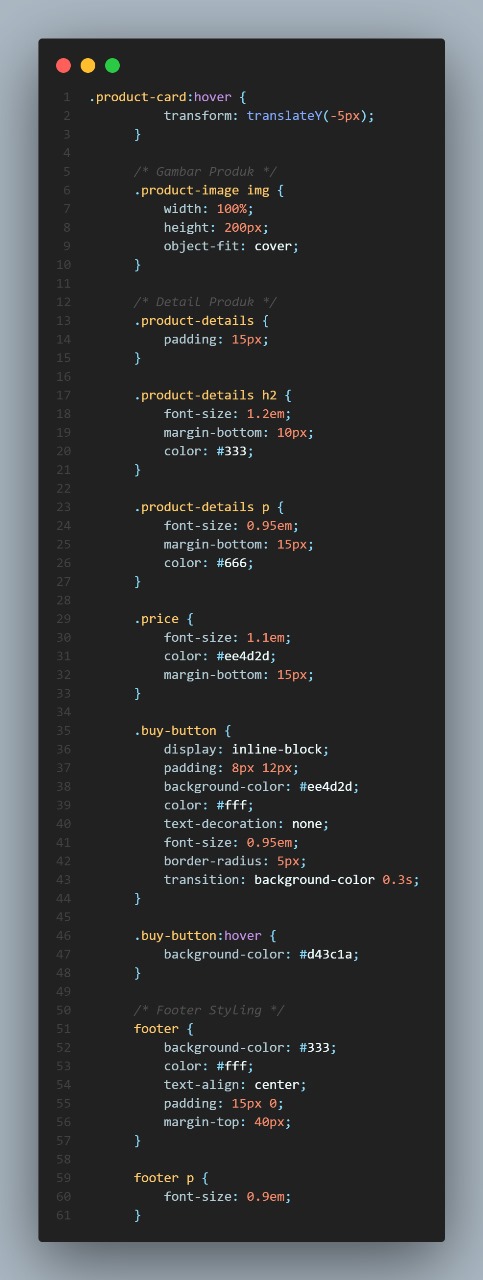 1 .product-card:hover {
2 transform: translateY(-5px);
3 }
4
5 /* Gambar Produk */
6 .product-image img {
7 width: 100%;
8 height: 200px;
9 object-fit: cover;
10 }
11
12 /* Detail Produk */
13 .product-details {
14 padding: 15px;
15 }
16
17 .product-details h2 {
18 font-size: 1.2em;
19 margin-bottom: 10px;
20 color: #333;
21 }
22
23 .product-details p {
24 font-size: 0.95em;
25 margin-bottom: 15px;
26 color: #666;
27 }
28
29 .price {
30 font-size: 1.1em;
31 color: #ee4d2d;
32 margin-bottom: 15px;
33 }
34
35 .buy-button {
36 display: inline-block;
37 padding: 8px 12px;
38 background-color: #ee4d2d;
39 color: #fff;
40 text-decoration: none;
41 font-size: 0.95em;
42 border-radius: 5px;
43 transition: background-color 0.3s;
44 }
45
46 .buy-button:hover {
47 background-color: #d43c1a;
48 }
49
50 /* Footer Styling */
51 footer {
52 background-color: #333;
53 color: #fff;
54 text-align: center;
55 padding: 15px 0;
56 margin-top: 40px;
57 }
58
59 footer p {
60 font-size: 0.9em;
61 }